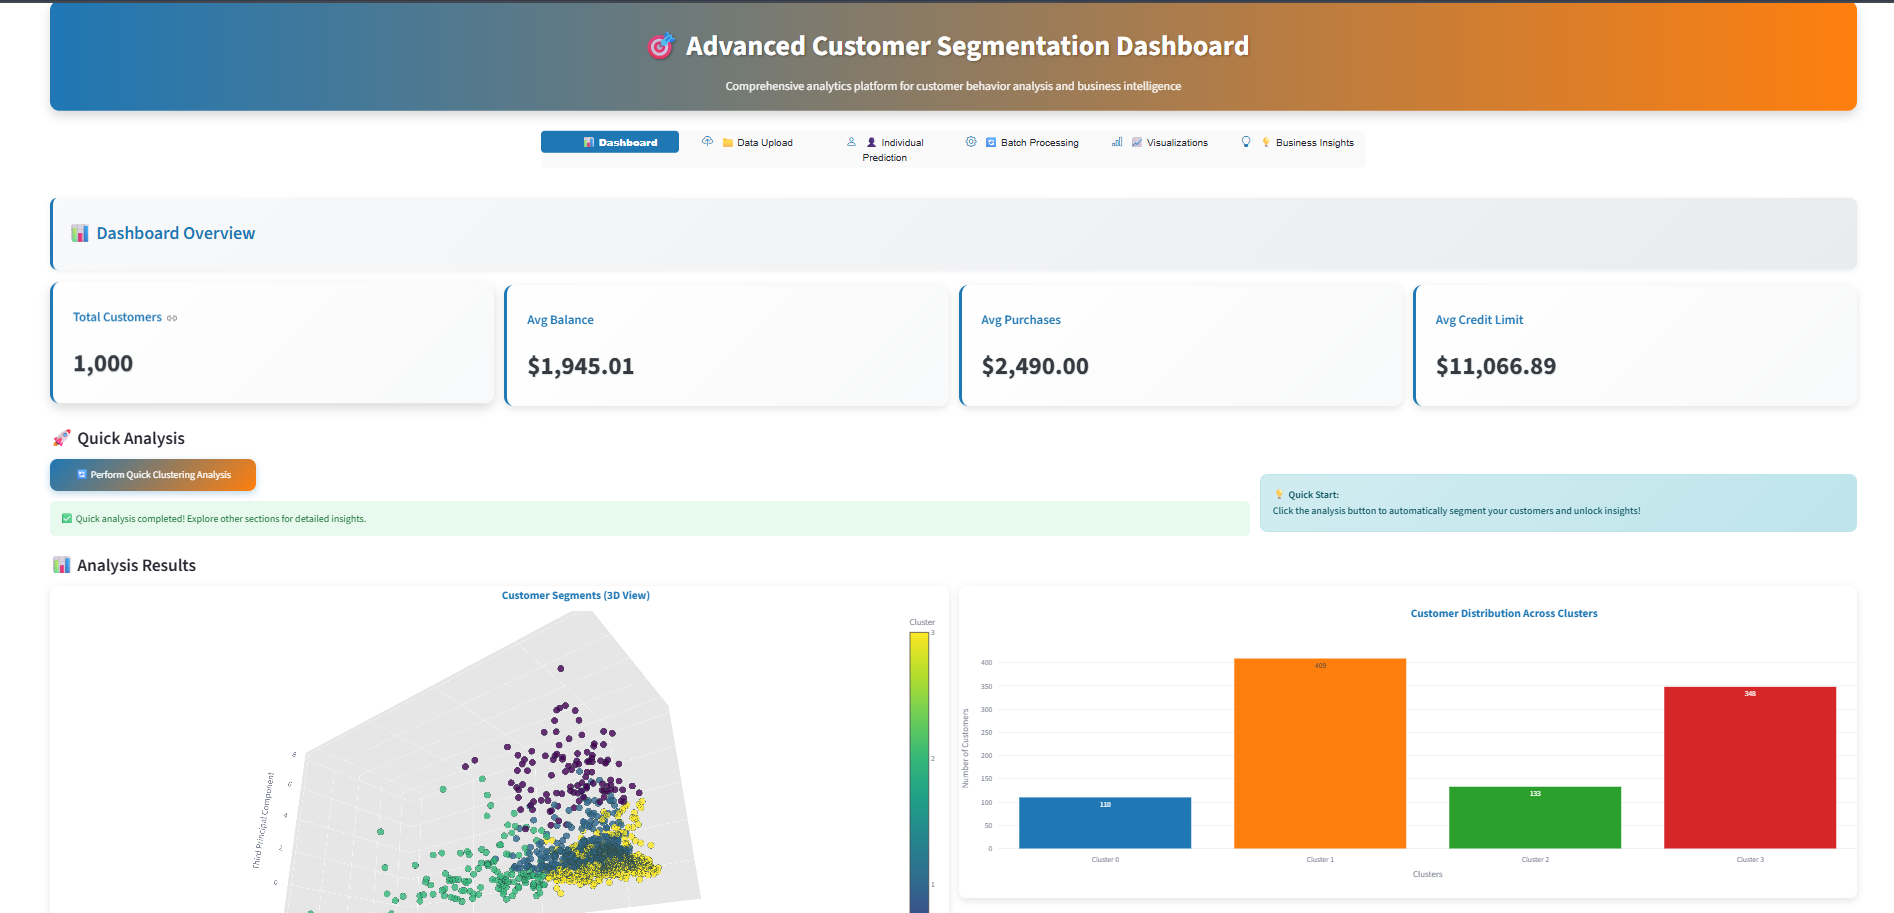 Advanced Customer Segmentation Dashboard
Comprehensive analytics platform for customer behavior analysis and business intelligence
Dashboard
Data Upload
Individual
Prediction
Batch Processing
Visualizations
Business Insights
Dashboard Overview
Total Customers
1,000
Avg Balance
$1,945.01
Avg Purchases
$2,490.00
Avg Credit Limit
$11,066.89
Quick Analysis
Perform Quick Clustering Analysis
Quick analysis completed! Explore other sections for detailed insights.
Quick Start:
Click the analysis button to automatically segment your customers and unlock insights!
Analysis Results
Customer Segments (3D View)
Cluster
3
2
1
8
6
4
2
0
Third Principal Component
Customer Distribution Across Clusters
400
350
300
250
200
150
100
50
0
Number of Customers
110
409
133
348
Cluster 0
Cluster 1
Cluster 2
Cluster 3
Clusters